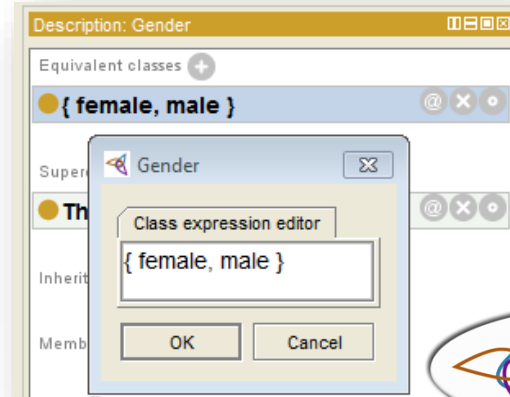 Description: Gender
Equivalent classes
{ female, male }
Gender
Class expression editor
{ female, male }
OK
Cancel